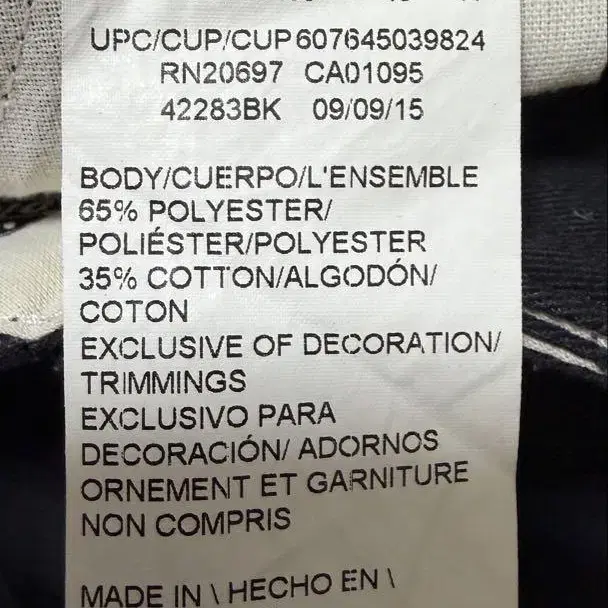 UPC/CUP/CUP 607645039824
RN20697 CA01095
42283BK 09/09/15
BODY/CUERPO/L'ENSEMBLE
65% POLYESTER/
POLIÉSTER/POLYESTER
35% COTTON/ALGODÓN/
COTON
EXCLUSIVE OF DECORATION/
TRIMMINGS
EXCLUSIVO PARA
DECORACIÓN/ ADORNOS
ORNEMENT ET GARNITURE
NON COMPRIS
MADE IN \ HECHO EN \